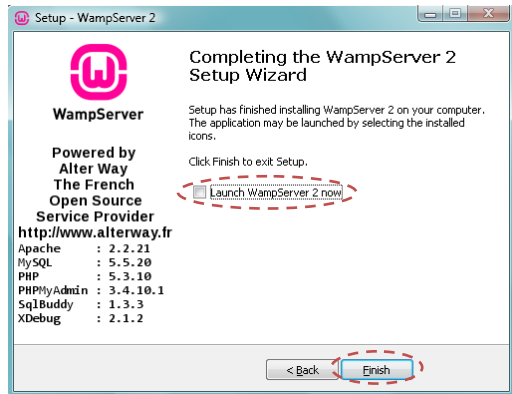 Setup - WampServer 2
WampServer
Powered by
Alter Way
The French
Open Source
Service Provider
http://www.alterway.fr
Apache : 2.2.21
MySQL : 5.5.20
PHP : 5.3.10
PHPMyAdmin : 3.4.10.1
SqlBuddy : 1.3.3
XDebug : 2.1.2
Completing the WampServer 2
Setup Wizard
Setup has finished installing WampServer 2 on your computer.
The application may be launched by selecting the installed
icons.
Click Finish to exit Setup.
Launch WampServer 2 now
< Back
Finish